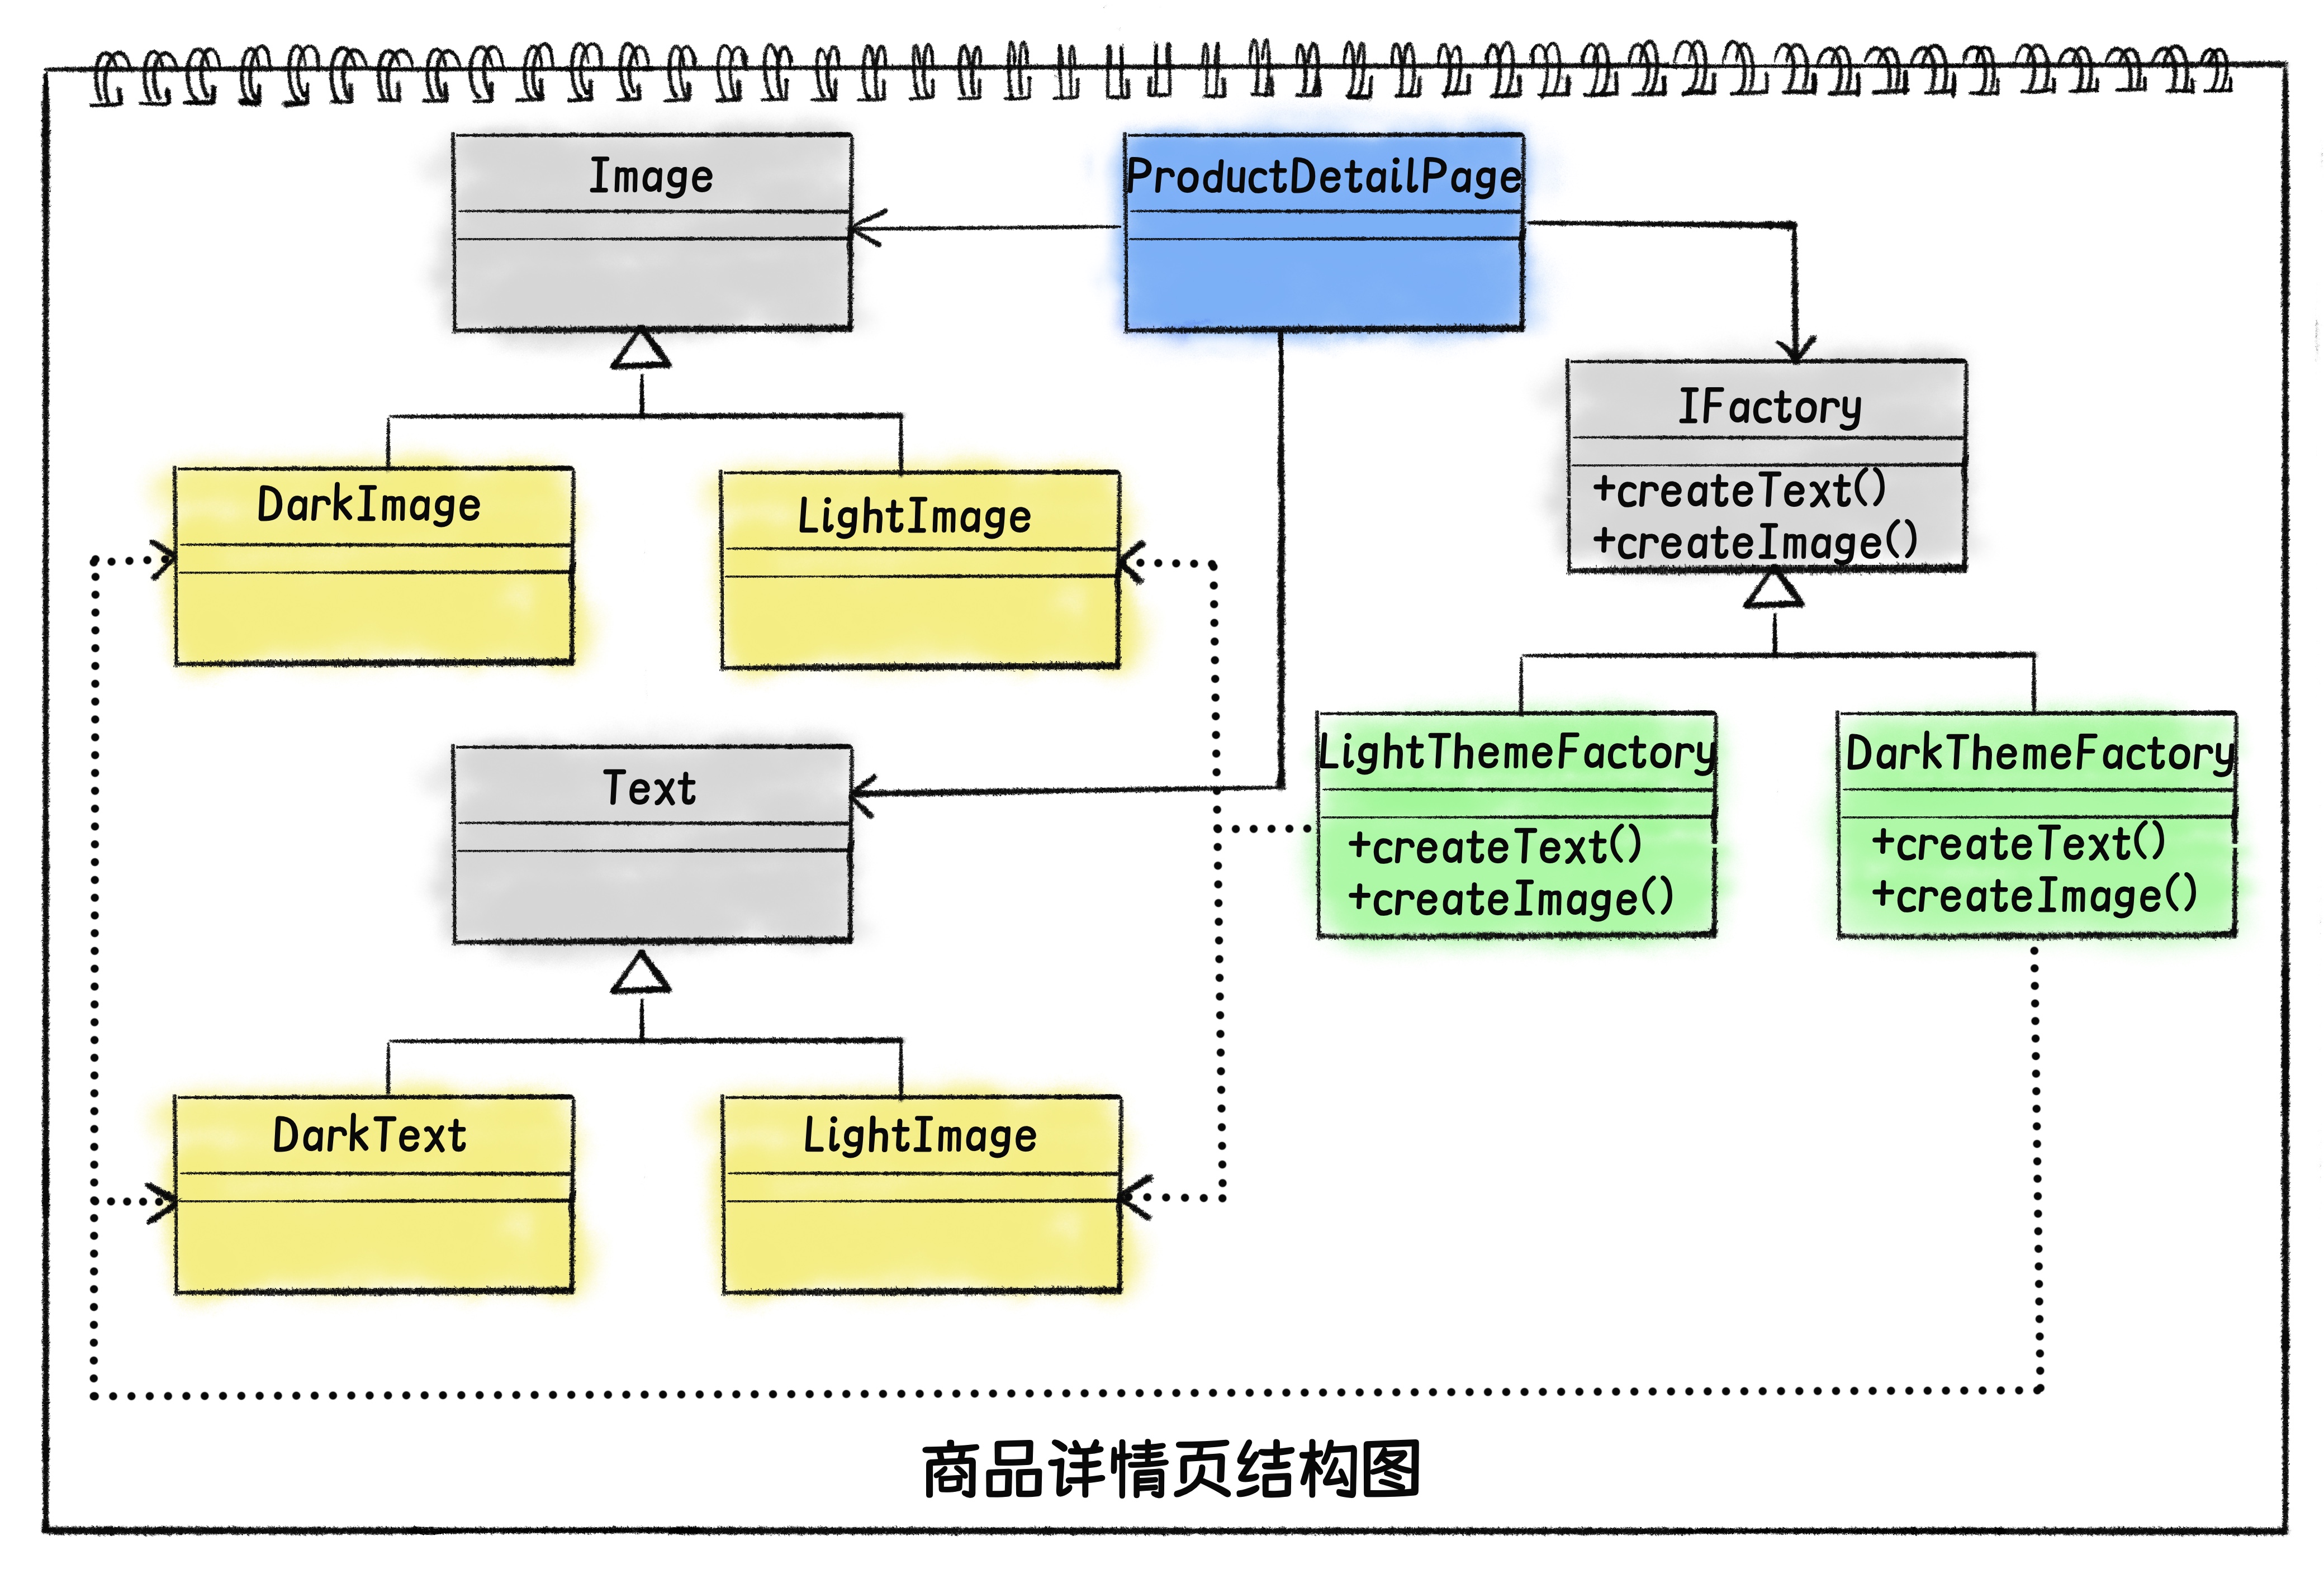 Image
ProductDetailPage
IFactory
+createText()
+createImage()
DarkImage
LightImage
Text
LightThemeFactory
+createText()
+createImage()
DarkThemeFactory
+createText()
+createImage()
DarkText
LightImage
商品详情页结构图